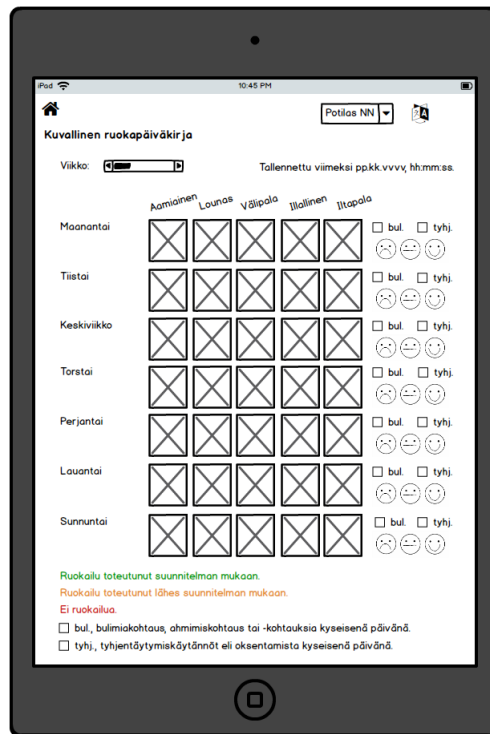 iPod 10:45 PM
Potilas NN
Kuvallinen ruokapäiväkirja
Viikko: Tallennettu viimeksi pp.kk.vvvv, hh:mm:ss.
Aamiainen Lounas Välipala Illallinen Iltapala
Maanantai bul. tyhj.
Tiistai bul. tyhj.
Keskiviikko bul. tyhj.
Torstai bul. tyhj.
Perjantai bul. tyhj.
Lauantai bul. tyhj.
Sunnuntai bul. tyhj.
Ruokailu toteutunut suunnitelman mukaan.
Ruokailu toteutunut lähes suunnitelman mukaan.
Ei ruokailua.
bul., bulimiakohtaus, ahmimiskohtaus tai -kohtauksia kyseisenä päivänä.
tyhj., tyhjentäytymiskäytännöt eli oksentamista kyseisenä päivänä.